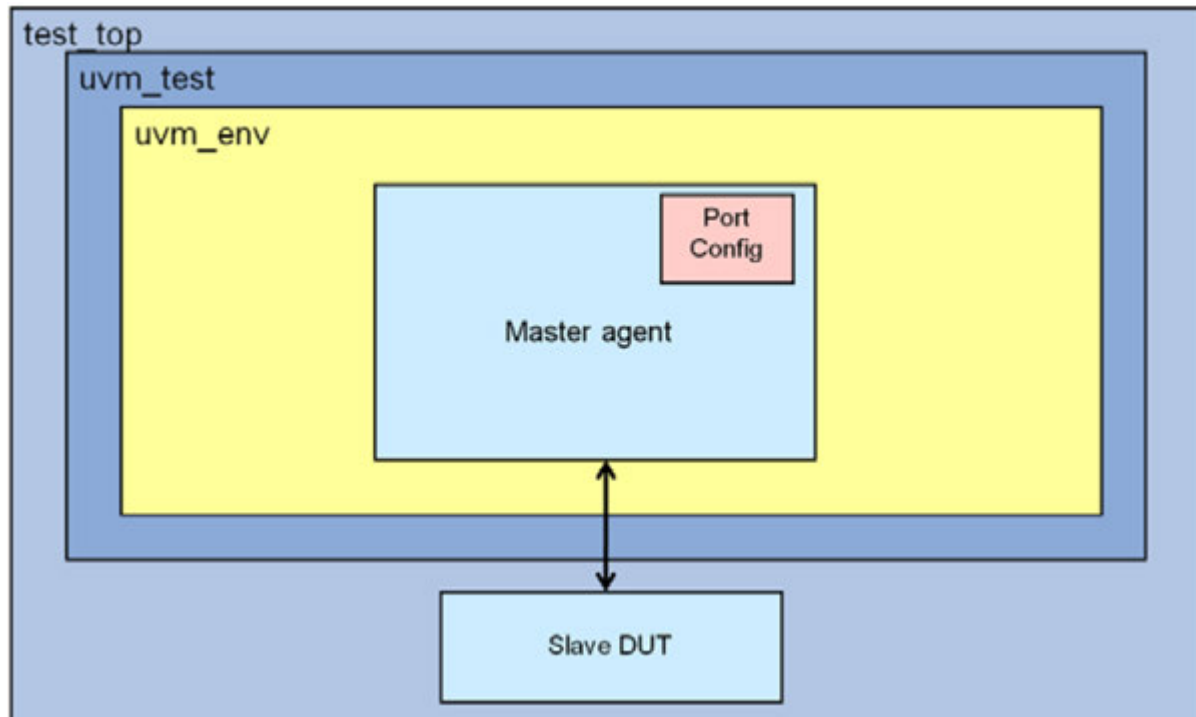 test_top
uvm_test
uvm_env
Port
Config
Master agent
Slave DUT